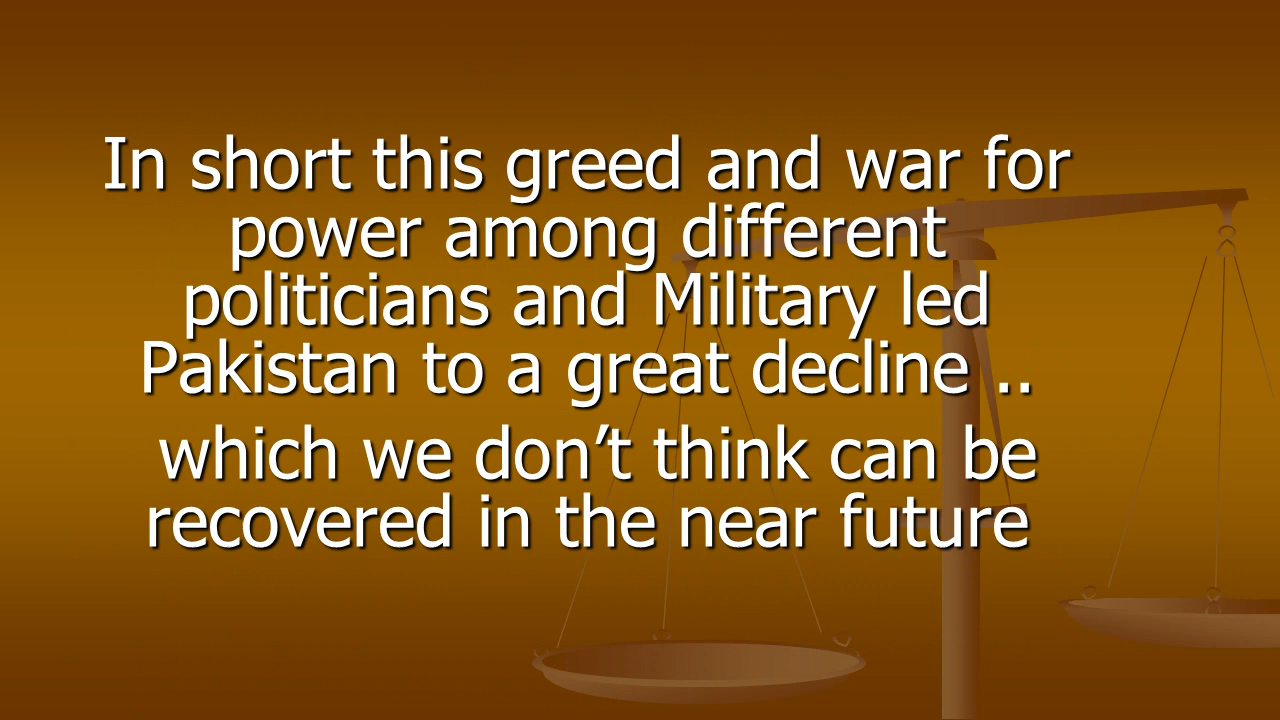 In short this greed and war for
power among different
politicians and Military led
Pakistan to a great decline ..
which we don’t think can be
recovered in the near future